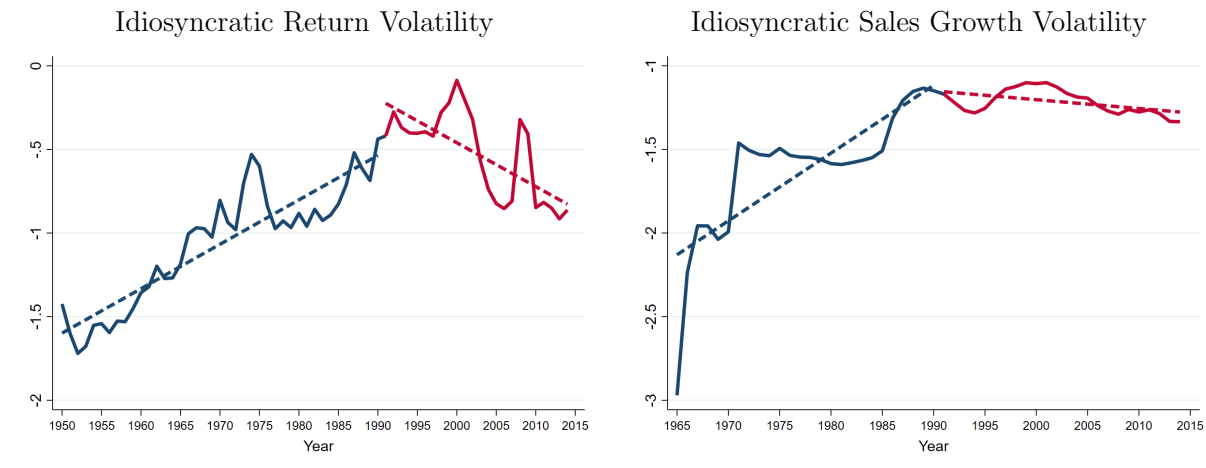 Idiosyncratic Return Volatility
0
-.5
-1
-1.5
-2
1950 1955 1960 1965 1970 1975 1980 1985 1990 1995 2000 2005 2010 2015
Year
Idiosyncratic Sales Growth Volatility
-1
-1.5
-2
-2.5
-3
1965 1970 1975 1980 1985 1990 1995 2000 2005 2010 2015
Year